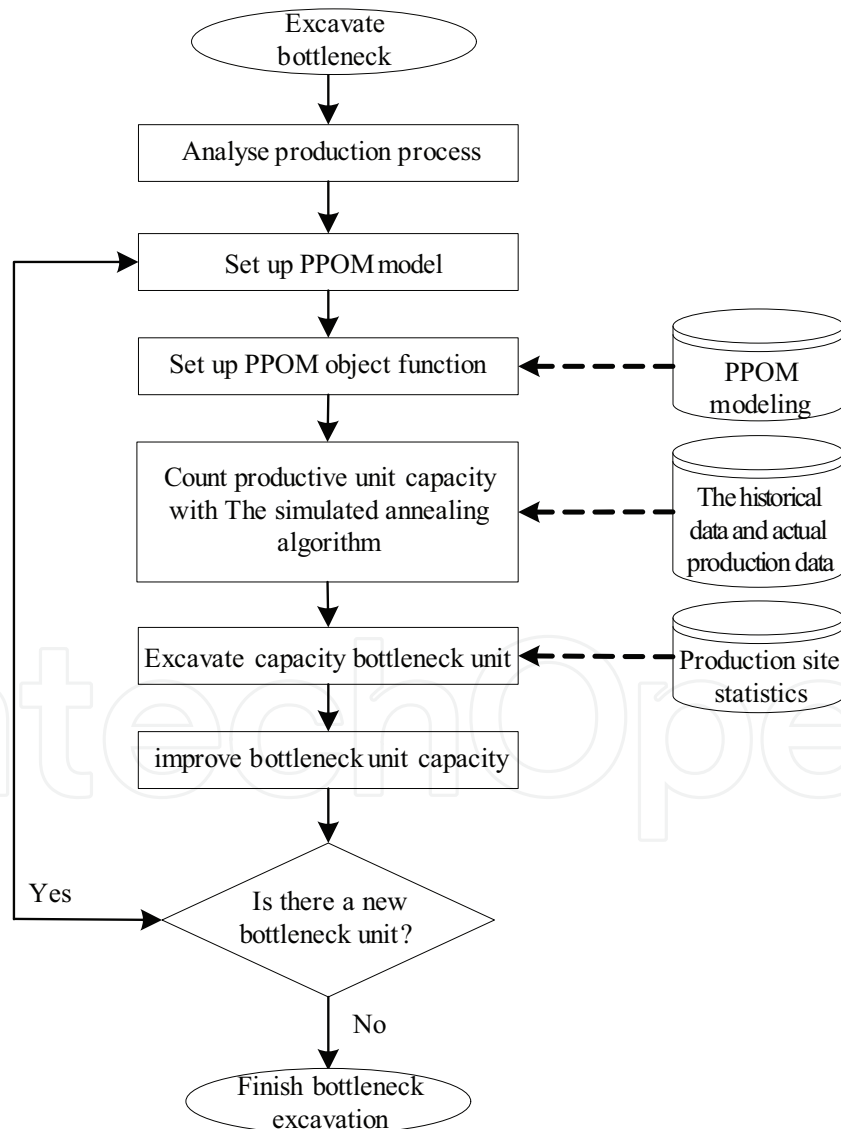 Excavate
bottleneck
Analyse production process
Set up PPOM model
Set up PPOM object function
PPOM
modeling
Count productive unit capacity
with The simulated annealing
algorithm
The historical
data and actual
production data
Excavate capacity bottleneck unit
Production site
statistics
improve bottleneck unit capacity
Yes
Is there a new
bottleneck unit?
No
Finish bottleneck
excavation
ntechOpe